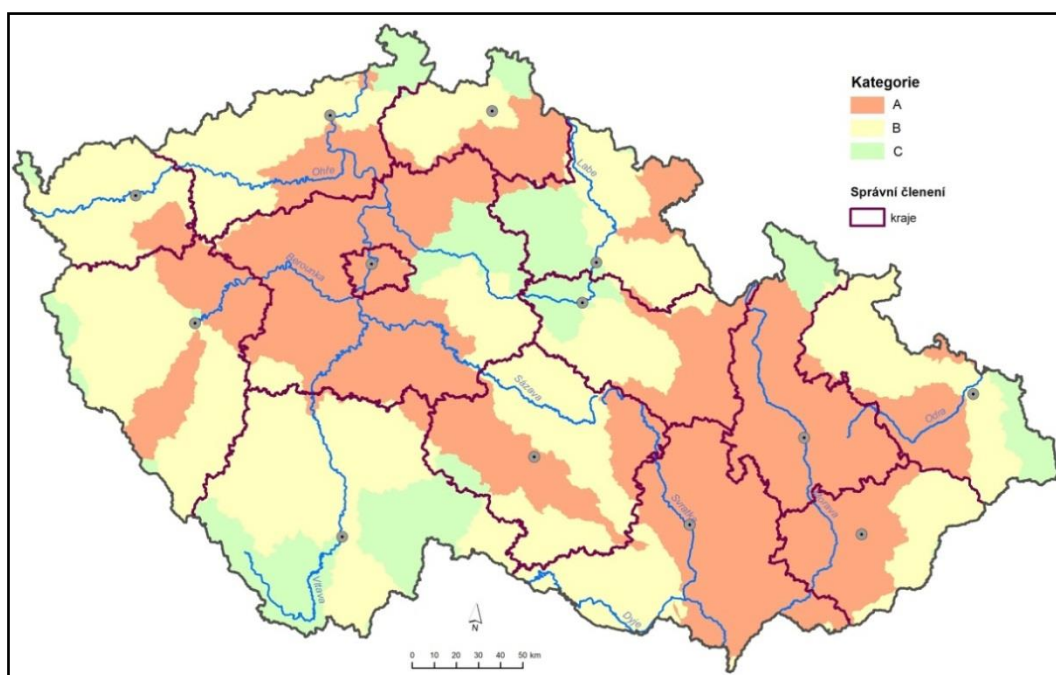 Kategorie
A
B
C
Správní členení
kraje
Labe
Ohře
Berounka
Sázava
Odra
Svratka
Morava
Vltava
Dyje
N
0 10 20 30 40 50 km